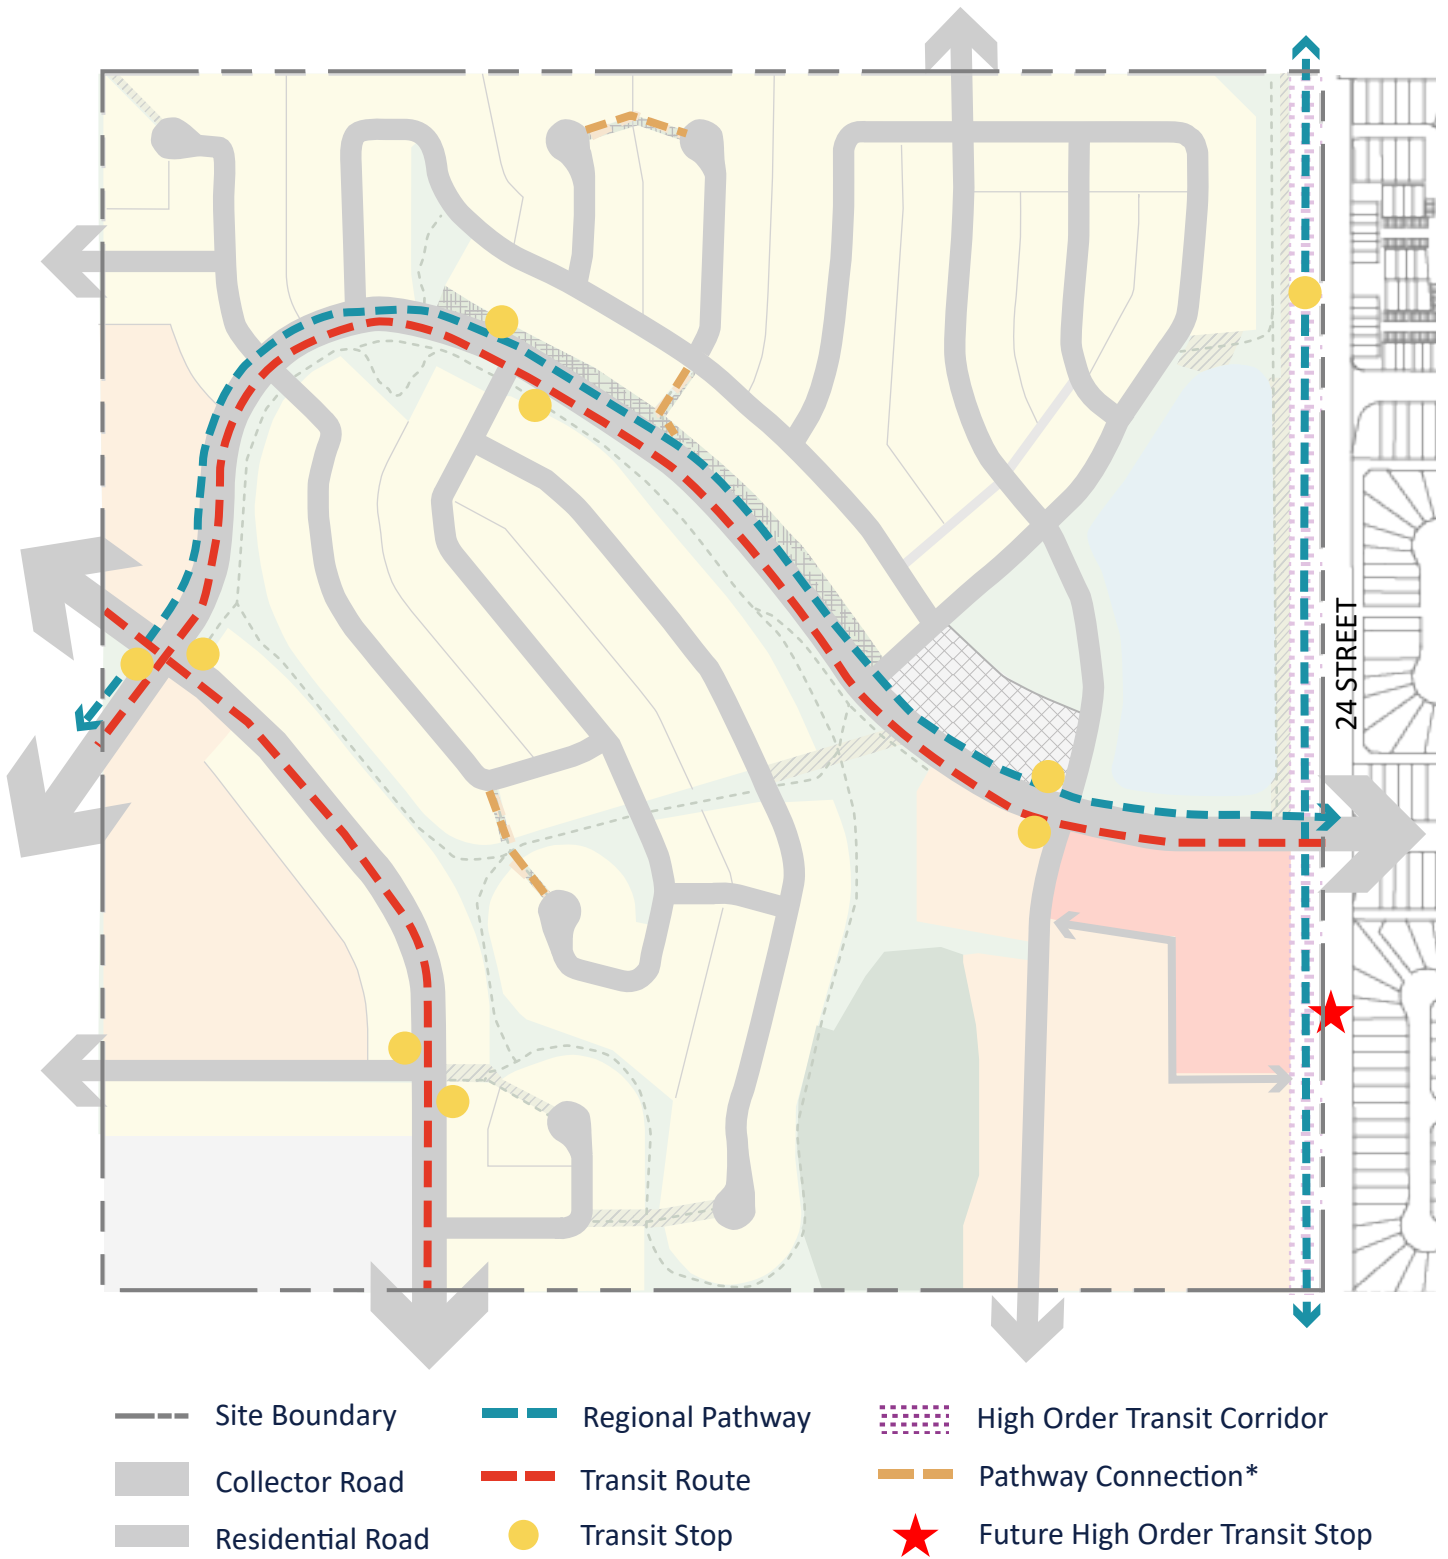 24 STREET
Site Boundary
Regional Pathway
High Order Transit Corridor
Collector Road
Transit Route
Pathway Connection*
Residential Road
Transit Stop
Future High Order Transit Stop